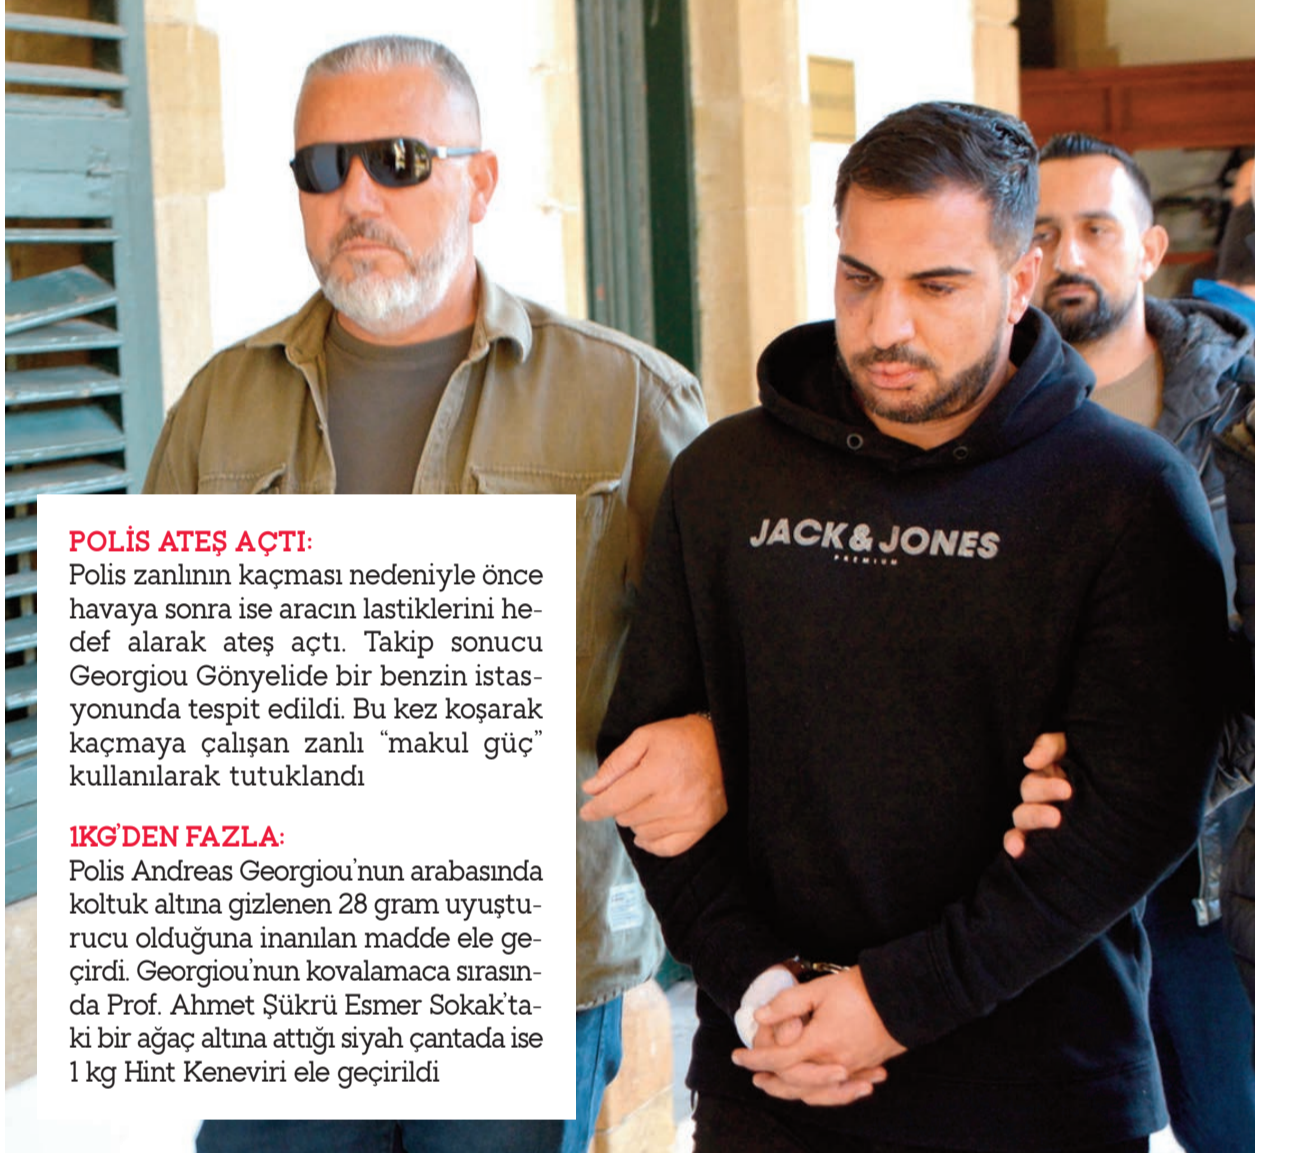 JACK & JONES
PREMIUM
POLİS ATEŞ AÇTI:
Polis zanlının kaçması nedeniyle önce
havaya sonra ise aracın lastiklerini he-
def alarak ateş açtı. Takip sonucu
Georgiou Gönyelide bir benzin istas-
yonunda tespit edildi. Bu kez koşarak
kaçmaya çalışan zanlı “makul güç”
kullanılarak tutuklandı
1KG’DEN FAZLA:
Polis Andreas Georgiou’nun arabasında
koltuk altına gizlenen 28 gram uyuştu-
rucu olduğuna inanılan madde ele ge-
çirdi. Georgiou’nun kovalamaca sırasın-
da Prof. Ahmet Şükrü Esmer Sokak’ta-
ki bir ağaç altına attığı siyah çantada ise
1 kg Hint Keneviri ele geçirildi